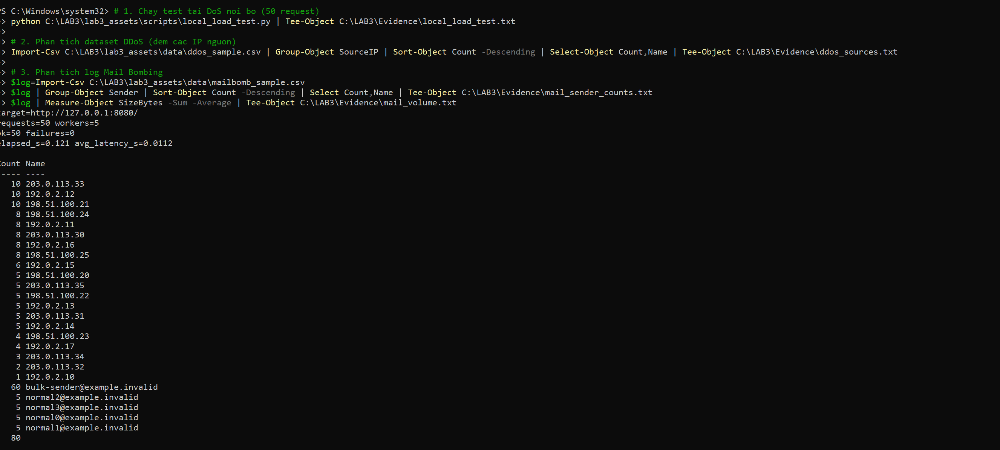 PS C:\Windows\system32> # 1. Chay test tai DoS noi bo (50 request)
> python C:\LAB3\lab3_assets\scripts\local_load_test.py | Tee-Object C:\LAB3\Evidence\local_load_test.txt
>
> # 2. Phan tich dataset DDoS (dem cac IP nguon)
> Import-Csv C:\LAB3\lab3_assets\data\ddos_sample.csv | Group-Object SourceIP | Sort-Object Count -Descending | Select-Object Count,Name | Tee-Object C:\LAB3\Evidence\ddos_sources.txt
>
> # 3. Phan tich log Mail Bombing
> $log=Import-Csv C:\LAB3\lab3_assets\data\mailbomb_sample.csv
> $log | Group-Object Sender | Sort-Object Count -Descending | Select Count,Name | Tee-Object C:\LAB3\Evidence\mail_sender_counts.txt
> $log | Measure-Object SizeBytes -Sum -Average | Tee-Object C:\LAB3\Evidence\mail_volume.txt
target=http://127.0.0.1:8080/
requests=50 workers=5
ok=50 failures=0
elapsed_s=0.121 avg_latency_s=0.0112
Count Name
---- ----
10 203.0.113.33
10 192.0.2.12
10 198.51.100.21
8 198.51.100.24
8 192.0.2.11
8 203.0.113.30
8 192.0.2.16
8 198.51.100.25
6 192.0.2.15
5 198.51.100.20
5 203.0.113.35
5 198.51.100.22
5 192.0.2.13
5 203.0.113.31
5 192.0.2.14
4 198.51.100.23
4 192.0.2.17
3 203.0.113.34
2 203.0.113.32
1 192.0.2.10
60 bulk-sender@example.invalid
5 normal2@example.invalid
5 normal3@example.invalid
5 normal0@example.invalid
5 normal1@example.invalid
80